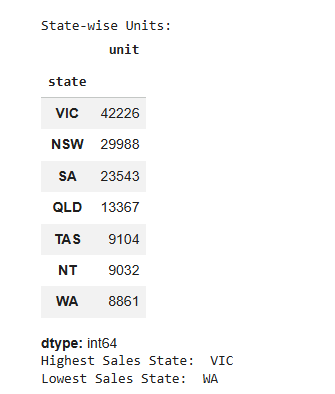 State-wise Units:
unit
state
VIC 42226
NSW 29988
SA 23543
QLD 13367
TAS 9104
NT 9032
WA 8861
dtype: int64
Highest Sales State:  VIC
Lowest Sales State:  WA